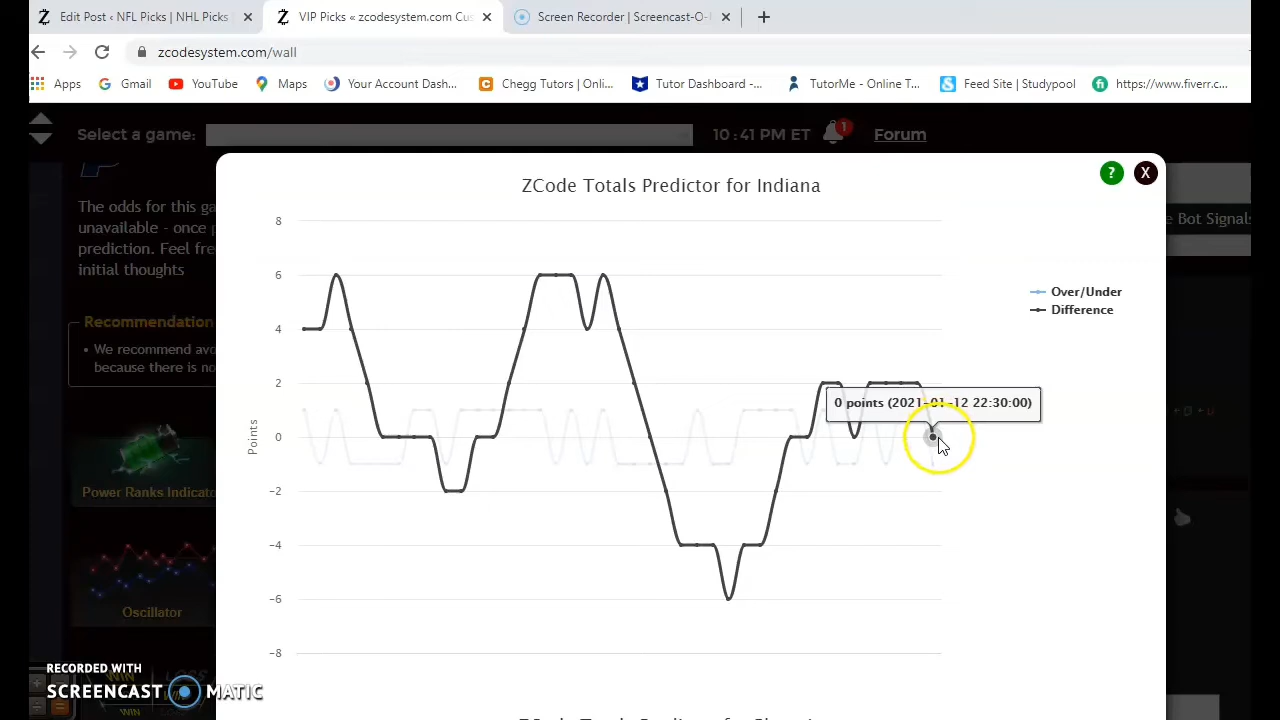 Edit Post ‹ NFL Picks | NHL Picks
VIP Picks « zcodesystem.com Cus
Screen Recorder | Screencast-O-
zcodesystem.com/wall
Apps Gmail YouTube Maps Your Account Dash... Chegg Tutors | Onli... Tutor Dashboard -... TutorMe - Online T... Feed Site | Studypool https://www.fiverr.c...
Select a game: 10:41 PM ET 1 Forum
ZCode Totals Predictor for Indiana
? X
The odds for this ga
unavailable - once p
prediction. Feel fre
initial thoughts
e Bot Signals
Recommendation
• We recommend avo
because there is no
Power Ranks Indicato
Oscillator
8
6
4
2
0
-2
-4
-6
-8
Points
Over/Under
Difference
0 points (2021-01-12 22:30:00)
RECORDED WITH
SCREENCAST MATIC
WIN
WIN